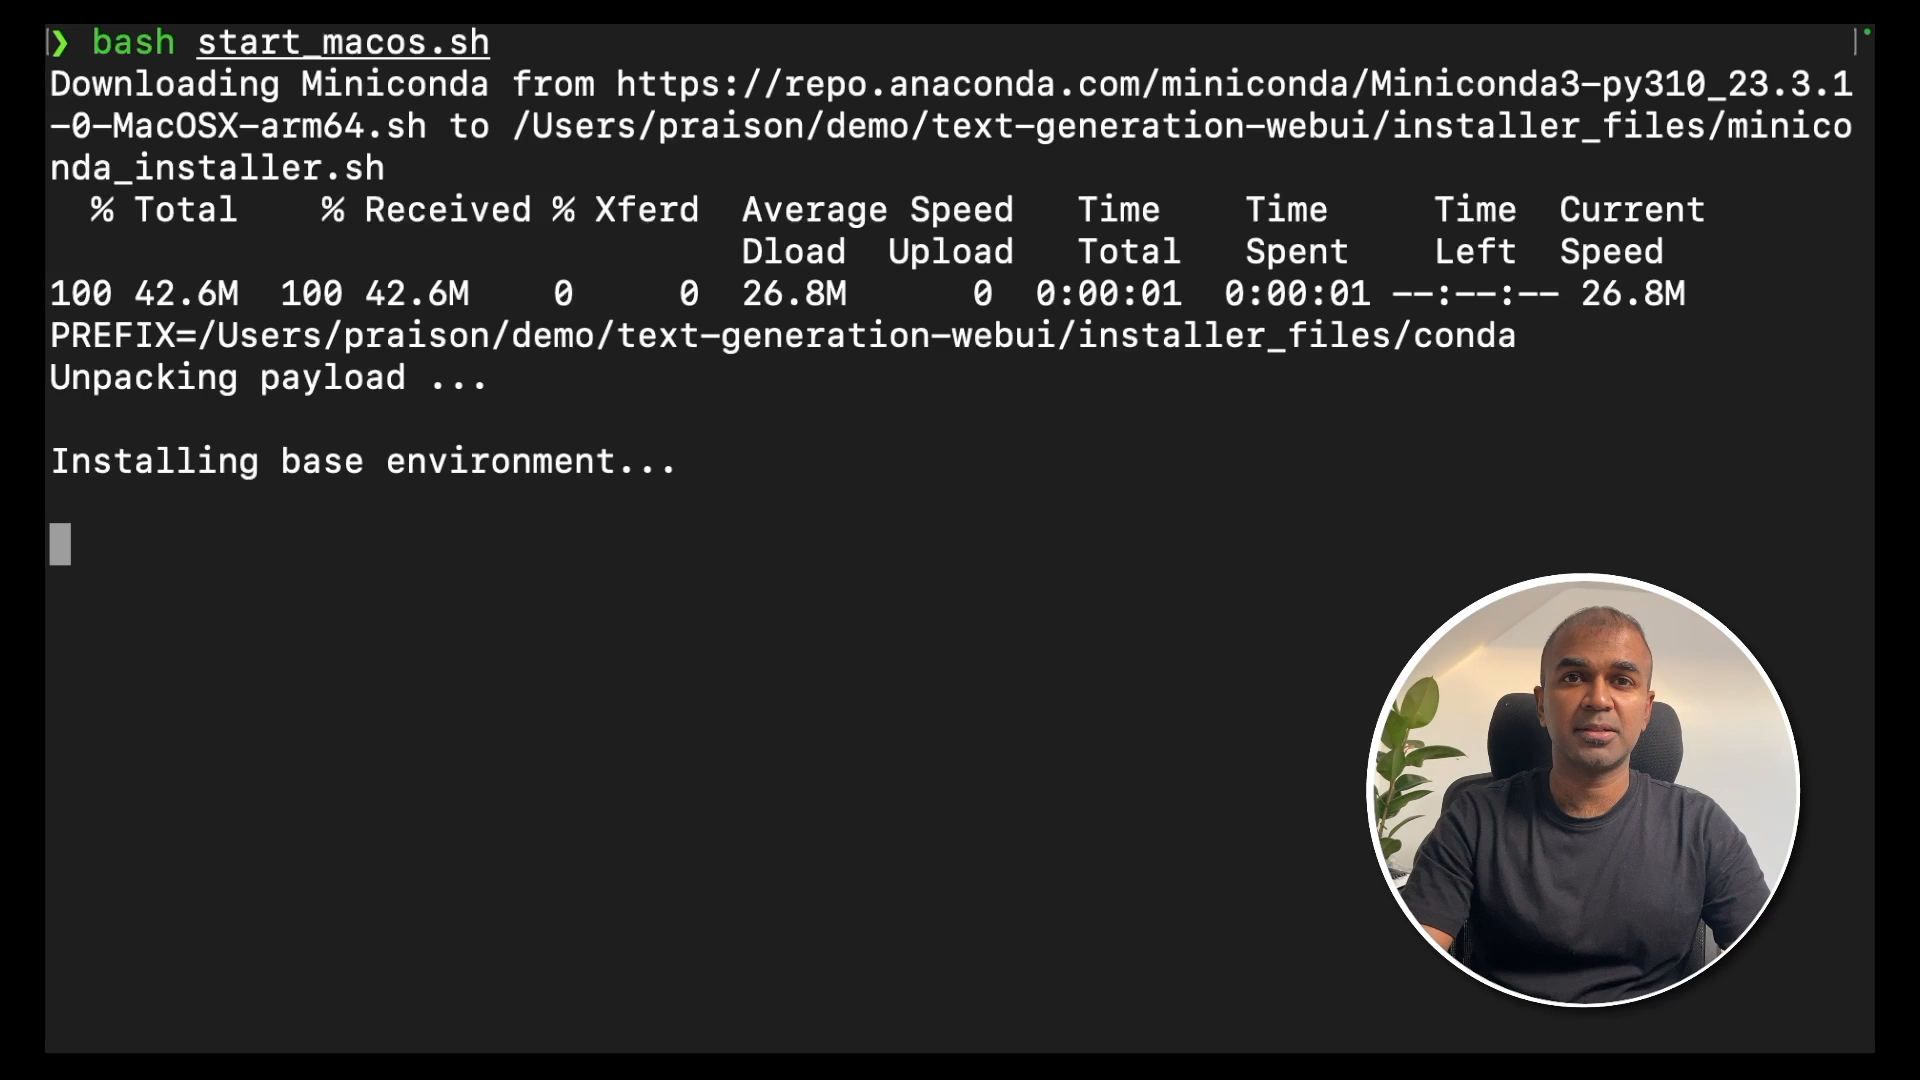 ❯ bash start_macos.sh
Downloading Miniconda from https://repo.anaconda.com/miniconda/Miniconda3-py310_23.3.1
-0-MacOSX-arm64.sh to /Users/praison/demo/text-generation-webui/installer_files/minico
nda_installer.sh
% Total % Received % Xferd Average Speed Time Time Time Current
Dload Upload Total Spent Left Speed
100 42.6M 100 42.6M 0 0 26.8M 0 0:00:01 0:00:01 --:--:-- 26.8M
PREFIX=/Users/praison/demo/text-generation-webui/installer_files/conda
Unpacking payload ...
Installing base environment...